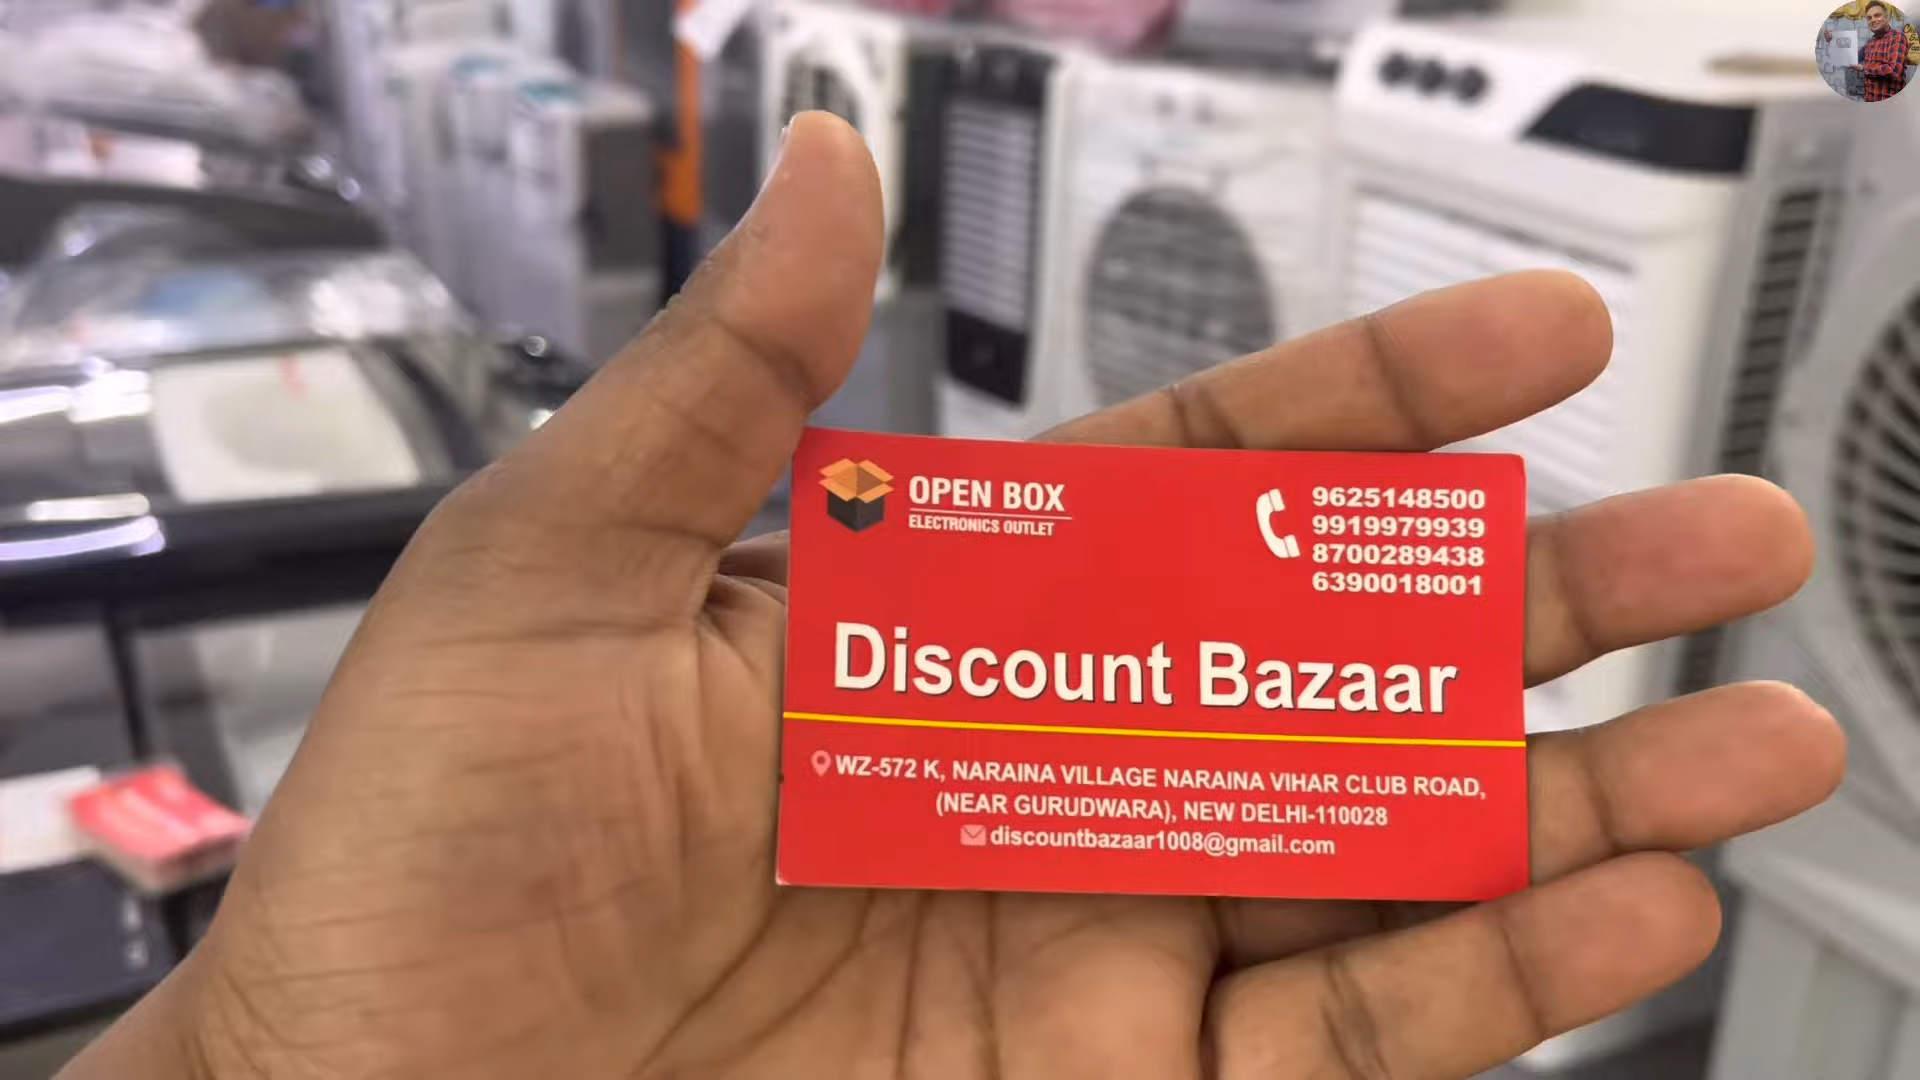 OPEN BOX
ELECTRONICS OUTLET
9625148500
9919979939
8700289438
6390018001
Discount Bazaar
WZ-572 K, NARAINA VILLAGE NARAINA VIHAR CLUB ROAD,
(NEAR GURUDWARA), NEW DELHI-110028
discountbazaar1008@gmail.com